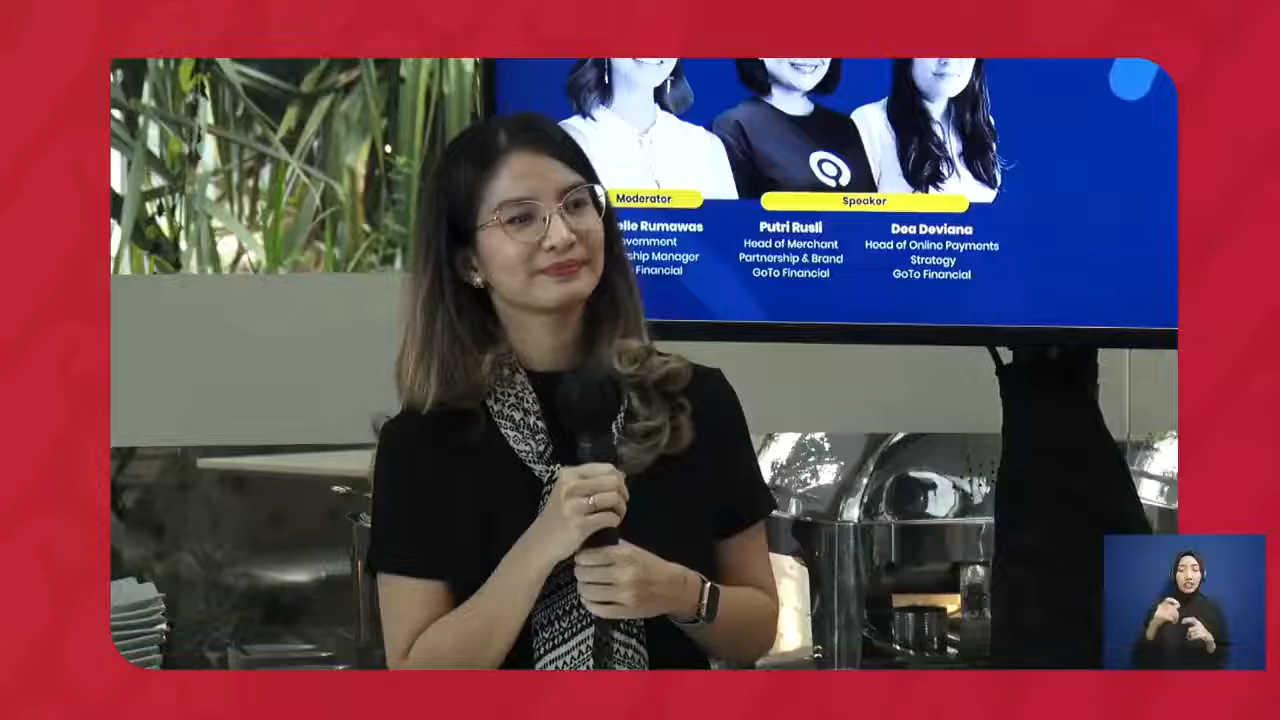 Moderator
Speaker
elle Rumawas
Putri Rusli
Dea Deviana
overnment
Head of Merchant
Head of Online Payments
ship Manager
Partnership & Brand
Strategy
Financial
GoTo Financial
GoTo Financial